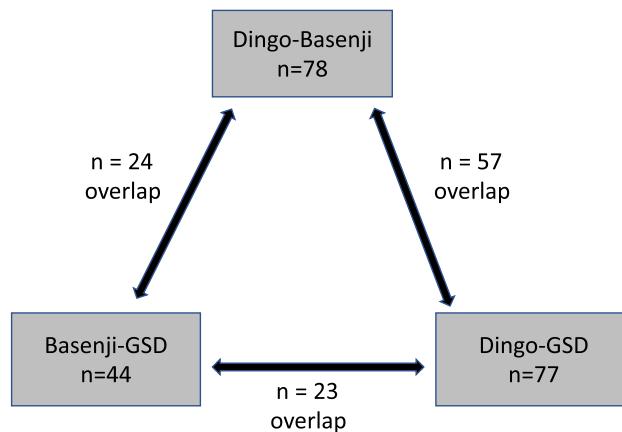 Dingo-Basenji
n=78
n = 24
overlap
n = 57
overlap
Basenji-GSD
n=44
Dingo-GSD
n=77
n = 23
overlap